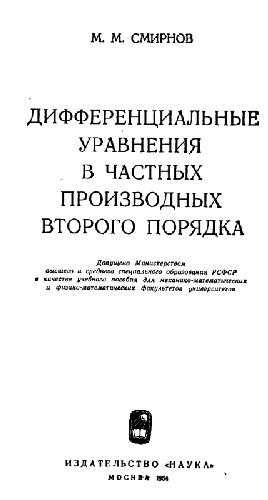 М. М. СМИРНОВ
ДИФФЕРЕНЦИАЛЬНЫЕ
УРАВНЕНИЯ
В ЧАСТНЫХ
ПРОИЗВОДНЫХ
ВТОРОГО ПОРЯДКА
Допущено Министерством
высшего и среднего специального образования РСФСР
в качестве учебного пособия для механико-математических
и физико-математических факультетов университетов
ИЗДАТЕЛЬСТВО «НАУКА»
МОСКВА 1964